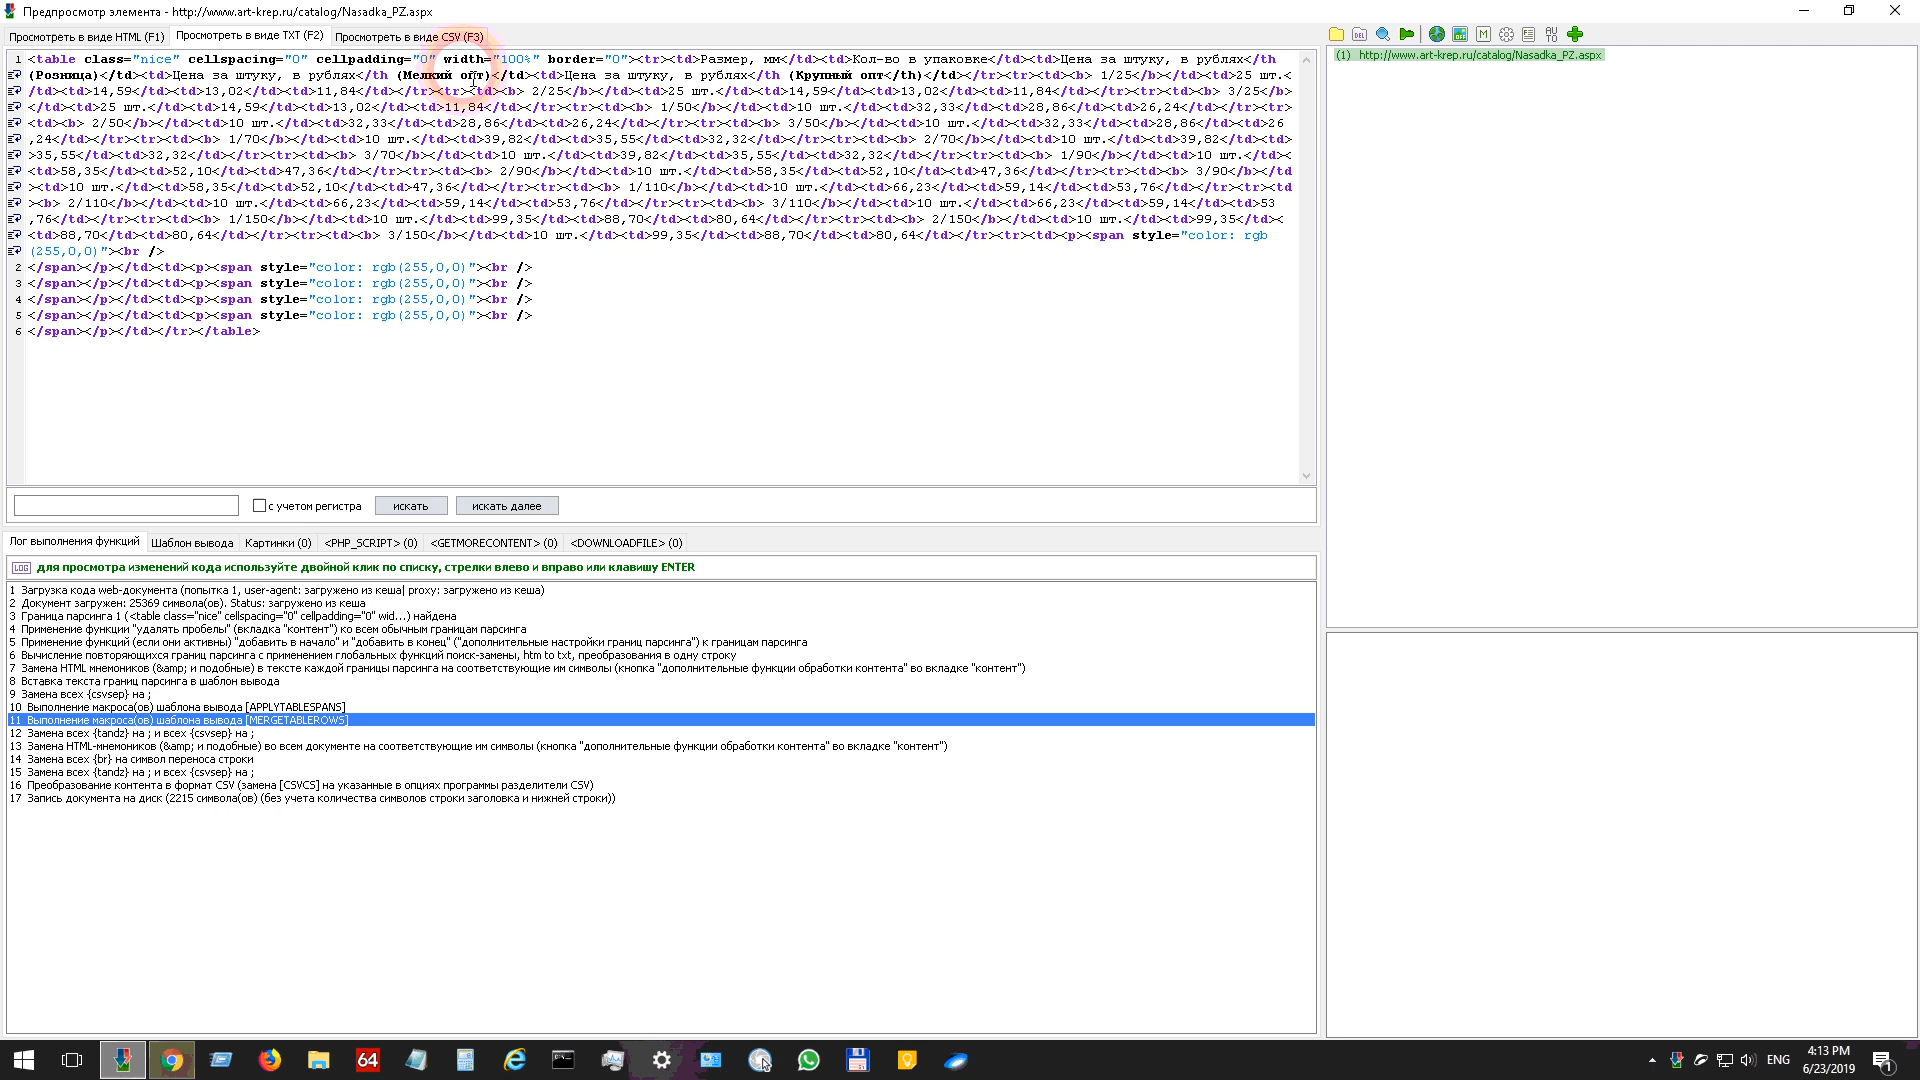 Предпросмотр элемента - http://www.art-krep.ru/catalog/Nasadka_PZ.aspx
Просмотреть в виде HTML (F1) Просмотреть в виде TXT (F2) Просмотреть в виде CSV (F3)
1 <table class="nice" cellspacing="0" cellpadding="0" width="100%" border="0"><tr><td>Размер, мм</td><td>Кол-во в упаковке</td><td>Цена за штуку, в рублях</th
(Розница)</td><td>Цена за штуку, в рублях</th (Мелкий опт)</td><td>Цена за штуку, в рублях</th (Крупный опт</th)</td></tr><tr><td><b> 1/25</b></td><td>25 шт.<
/td><td>14,59</td><td>13,02</td><td>11,84</td></tr><tr><td><b> 2/25</b></td><td>25 шт.</td><td>14,59</td><td>13,02</td><td>11,84</td></tr><tr><td><b> 3/25</b>
</td><td>25 шт.</td><td>14,59</td><td>13,02</td><td>11,84</td></tr><tr><td><b> 1/50</b></td><td>10 шт.</td><td>32,33</td><td>28,86</td><td>26,24</td></tr><tr>
<td><b> 2/50</b></td><td>10 шт.</td><td>32,33</td><td>28,86</td><td>26,24</td></tr><tr><td><b> 3/50</b></td><td>10 шт.</td><td>32,33</td><td>28,86</td><td>26
,24</td></tr><tr><td><b> 1/70</b></td><td>10 шт.</td><td>39,82</td><td>35,55</td><td>32,32</td></tr><tr><td><b> 2/70</b></td><td>10 шт.</td><td>39,82</td><td>
35,55</td><td>32,32</td></tr><tr><td><b> 3/70</b></td><td>10 шт.</td><td>39,82</td><td>35,55</td><td>32,32</td></tr><tr><td><b> 1/90</b></td><td>10 шт.</td><
td>58,35</td><td>52,10</td><td>47,36</td></tr><tr><td><b> 2/90</b></td><td>10 шт.</td><td>58,35</td><td>52,10</td><td>47,36</td></tr><tr><td><b> 3/90</b></td
><td>10 шт.</td><td>58,35</td><td>52,10</td><td>47,36</td></tr><tr><td><b> 1/110</b></td><td>10 шт.</td><td>66,23</td><td>59,14</td><td>53,76</td></tr><tr><td
><b> 2/110</b></td><td>10 шт.</td><td>66,23</td><td>59,14</td><td>53,76</td></tr><tr><td><b> 3/110</b></td><td>10 шт.</td><td>66,23</td><td>59,14</td><td>53
,76</td></tr><tr><td><b> 1/150</b></td><td>10 шт.</td><td>99,35</td><td>88,70</td><td>80,64</td></tr><tr><td><b> 2/150</b></td><td>10 шт.</td><td>99,35</td><
td>88,70</td><td>80,64</td></tr><tr><td><b> 3/150</b></td><td>10 шт.</td><td>99,35</td><td>88,70</td><td>80,64</td></tr><tr><td><p><span style="color: rgb
(255,0,0)"><br />
2 </span></p></td><td><p><span style="color: rgb(255,0,0)"><br />
3 </span></p></td><td><p><span style="color: rgb(255,0,0)"><br />
4 </span></p></td><td><p><span style="color: rgb(255,0,0)"><br />
5 </span></p></td><td><p><span style="color: rgb(255,0,0)"><br />
6 </span></p></td></tr></table>
с учетом регистра искать искать далее
Лог выполнения функций Шаблон вывода Картинки (0) <PHP_SCRIPT> (0) <GETMORECONTENT> (0) <DOWNLOADFILE> (0)
LOG для просмотра изменений кода используйте двойной клик по списку, стрелки влево и вправо или клавишу ENTER
1 Загрузка кода web-документа (попытка 1, user-agent: загружено из кеша| proxy: загружено из кеша)
2 Документ загружен: 25369 символа(ов). Status: загружено из кеша
3 Граница парсинга 1 (<table class="nice" cellspacing="0" cellpadding="0" wid...) найдена
4 Применение функции "удалять пробелы" (вкладка "контент") ко всем обычным границам парсинга
5 Применение функций (если они активны) "добавить в начало" и "добавить в конец" ("дополнительные настройки границ парсинга") к границам парсинга
6 Вычисление повторяющихся границ парсинга с применением глобальных функций поиск-замены, htm to txt, преобразования в одну строку
7 Замена HTML мнемоников (&amp; и подобные) в тексте каждой границы парсинга на соответствующие им символы (кнопка "дополнительные функции обработки контента" во вкладке "контент")
8 Вставка текста границ парсинга в шаблон вывода
9 Замена всех {csvsep} на ;
10 Выполнение макроса(ов) шаблона вывода [APPLYTABLESPANS]
11 Выполнение макроса(ов) шаблона вывода [MERGETABLEROWS]
12 Замена всех {tandz} на ; и всех {csvsep} на ;
13 Замена HTML-мнемоников (&amp; и подобные) во всем документе на соответствующие им символы (кнопка "дополнительные функции обработки контента" во вкладке "контент")
14 Замена всех {br} на символ переноса строки
15 Замена всех {tandz} на ; и всех {csvsep} на ;
16 Преобразование контента в формат CSV (замена [CSVCS] на указанные в опциях программы разделители CSV)
17 Запись документа на диск (2215 символа(ов) (без учета количества символов строки заголовка и нижней строки))
DEL M AU TO
(1) http://www.art-krep.ru/catalog/Nasadka_PZ.aspx
64
ENG
4:13 PM
6/23/2019
1